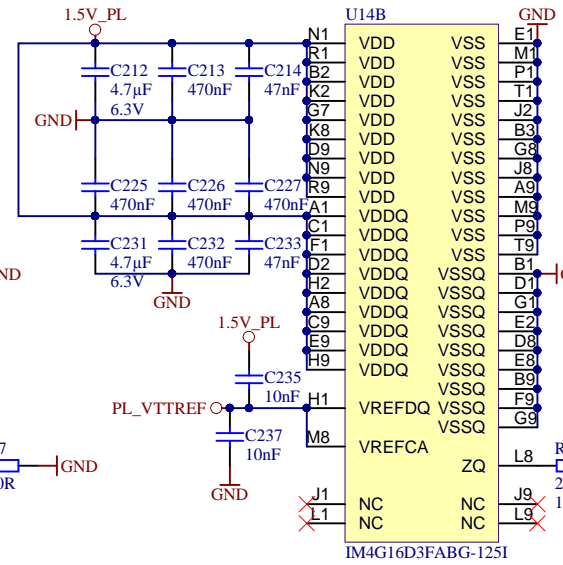 1.5V_PL
U14B
GND
N1 VDD VSS E1
R1 VDD VSS M1
B2 VDD VSS P1
K2 VDD VSS T1
G7 VDD VSS J2
K8 VDD VSS B3
D9 VDD VSS G8
N9 VDD VSS J8
R9 VDD VSS A9
A1 VDDQ VSS M9
C1 VDDQ VSS P9
F1 VDDQ VSS T9
D2 VDDQ VSSQ B1
H2 VDDQ VSSQ D1
A8 VDDQ VSSQ G1
C9 VDDQ VSSQ E2
E9 VDDQ VSSQ D8
H9 VDDQ VSSQ E8
VSSQ B9
H1 VREFDQ VSSQ F9
VSSQ G9
M8 VREFCA
ZQ L8
J1 NC NC J9
L1 NC NC L9
IM4G16D3FABG-125I
C212
4.7µF
6.3V
C213
470nF
C214
47nF
GND
C225
470nF
C226
470nF
C227
470nF
C231
4.7µF
6.3V
C232
470nF
C233
47nF
GND
ND
1.5V_PL
C235
10nF
PL_VTTREF
C237
10nF
GND
7
0R
GND
R
2
1